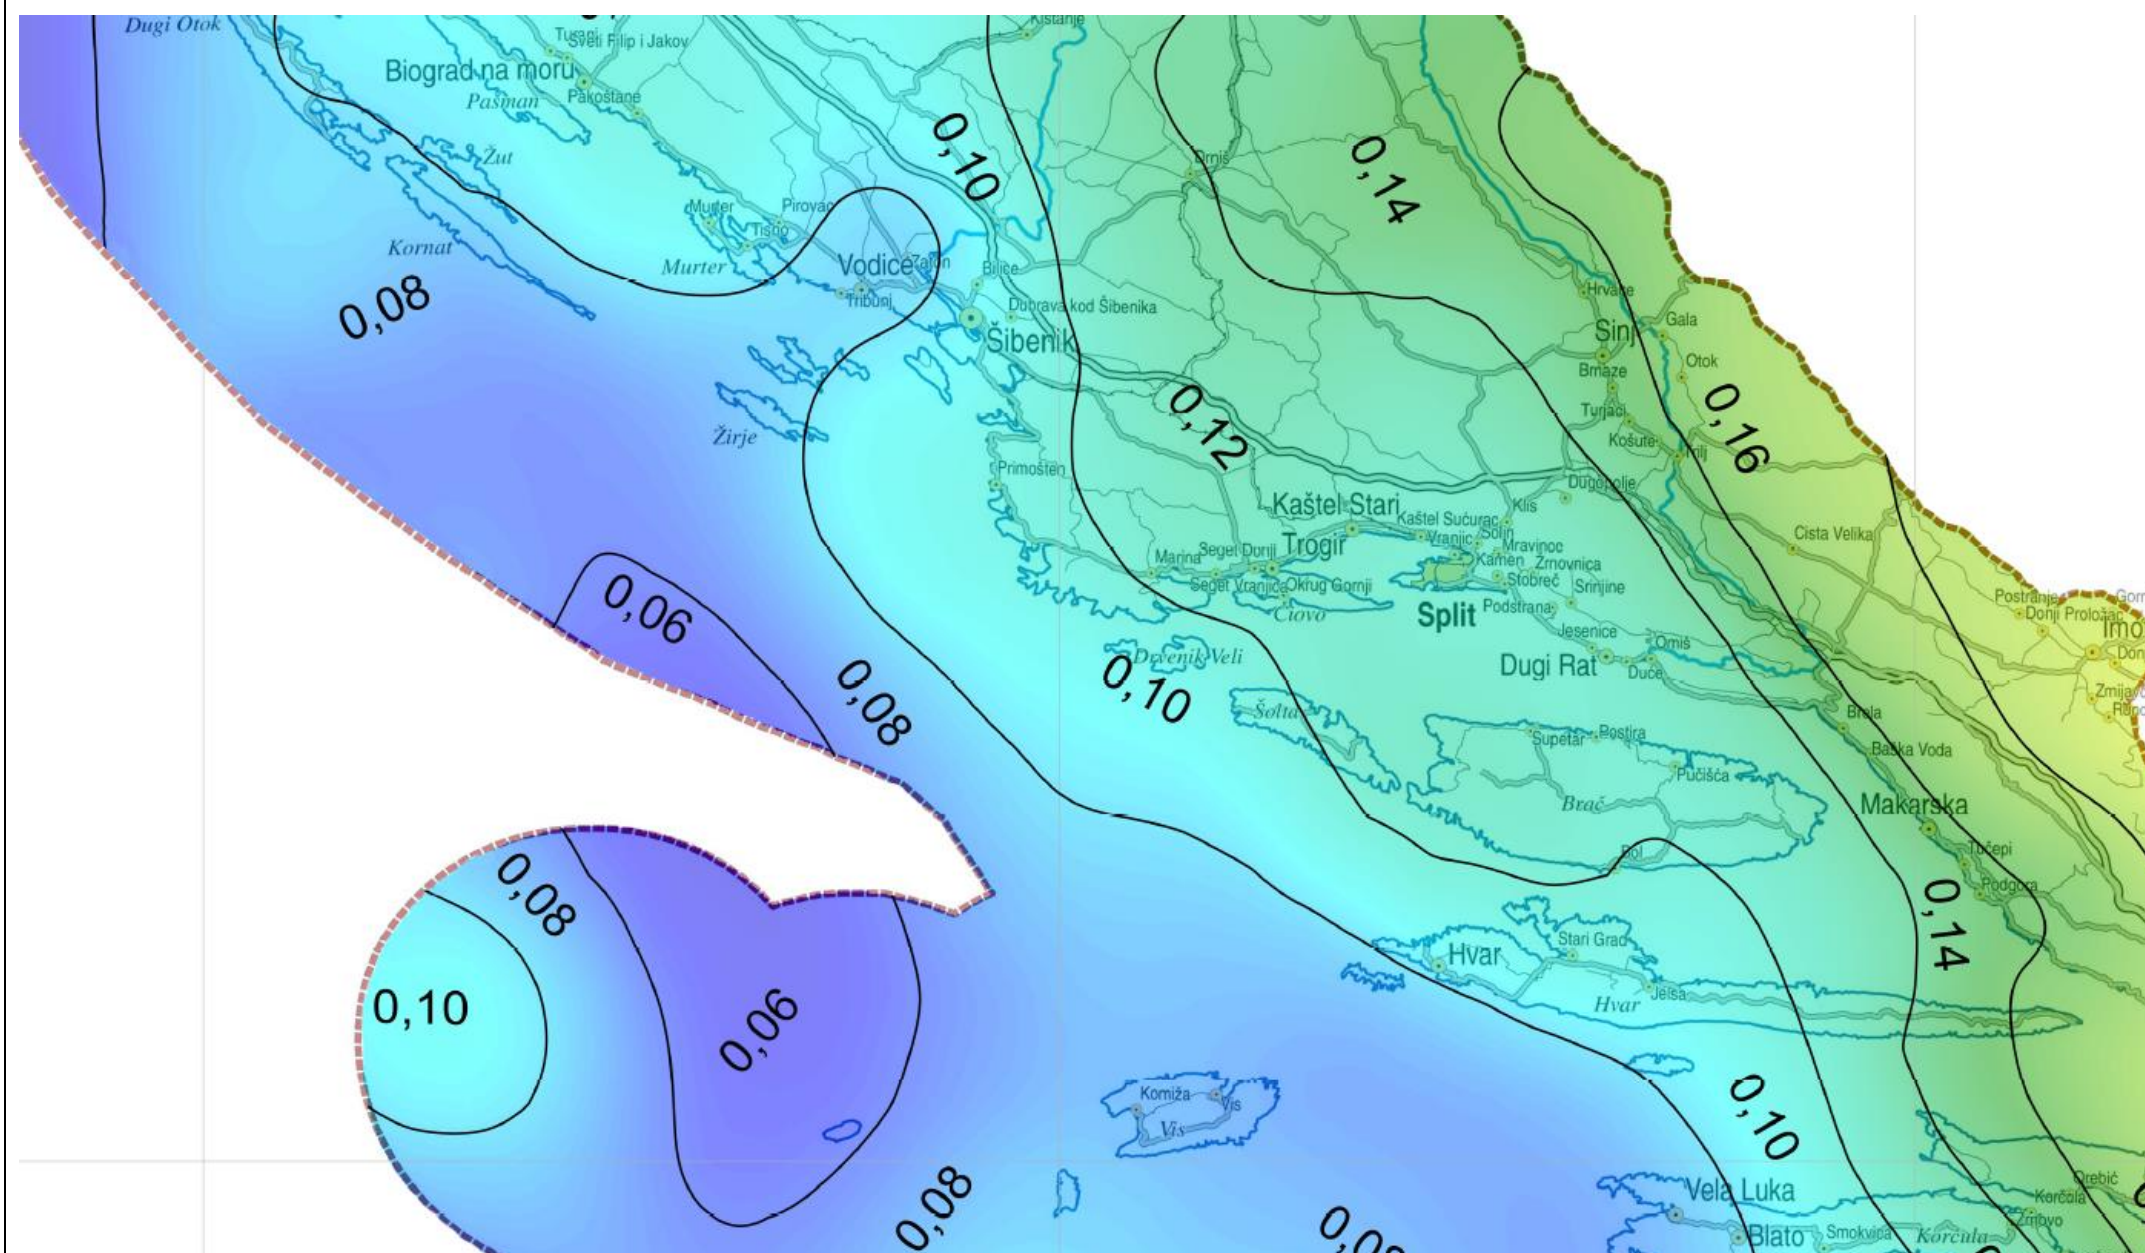 Dugi Otok
Kistanje
Turanj
Sveti Filip i Jakov
Biograd na moru
Pašman
Pakoštane
0,10
0,14
Drniš
Žut
Murter
Pirovac
Tisno
Kornat
Murter
Vodice
Zaton
Bilice
0,08
Tribunj
Dubrava kod Šibenika
Hrvace
Šibenik
Sinj
Gala
Otok
Brnaze
0,12
Turjaci
0,16
Žirje
Košute
Trilj
Primošten
Dugopolje
Kaštel Stari
Klis
Kaštel Sućurac
Solin
Cista Velika
Vranjic
Mravince
Marina
Seget Donji
Trogir
Kamen
Žrnovnica
Seget Vranjica
Okrug Gornji
Stobreč
Srinjine
0,06
Čiovo
Split
Podstrana
Postranje
Donji Proložac
Jesenice
Omiš
Drvenik Veli
Dugi Rat
Duće
0,08
0,10
Šolta
Brela
Supetar
Postira
Baška Voda
Pučišća
Brač
Makarska
Bol
Tučepi
0,08
Podgora
0,14
Stari Grad
Hvar
Jelsa
Hvar
0,10
0,06
Komiža
Vis
Vis
0,10
0,08
Orebić
Vela Luka
Korčula
Žrnovo
Blato
Smokvica
Korčula